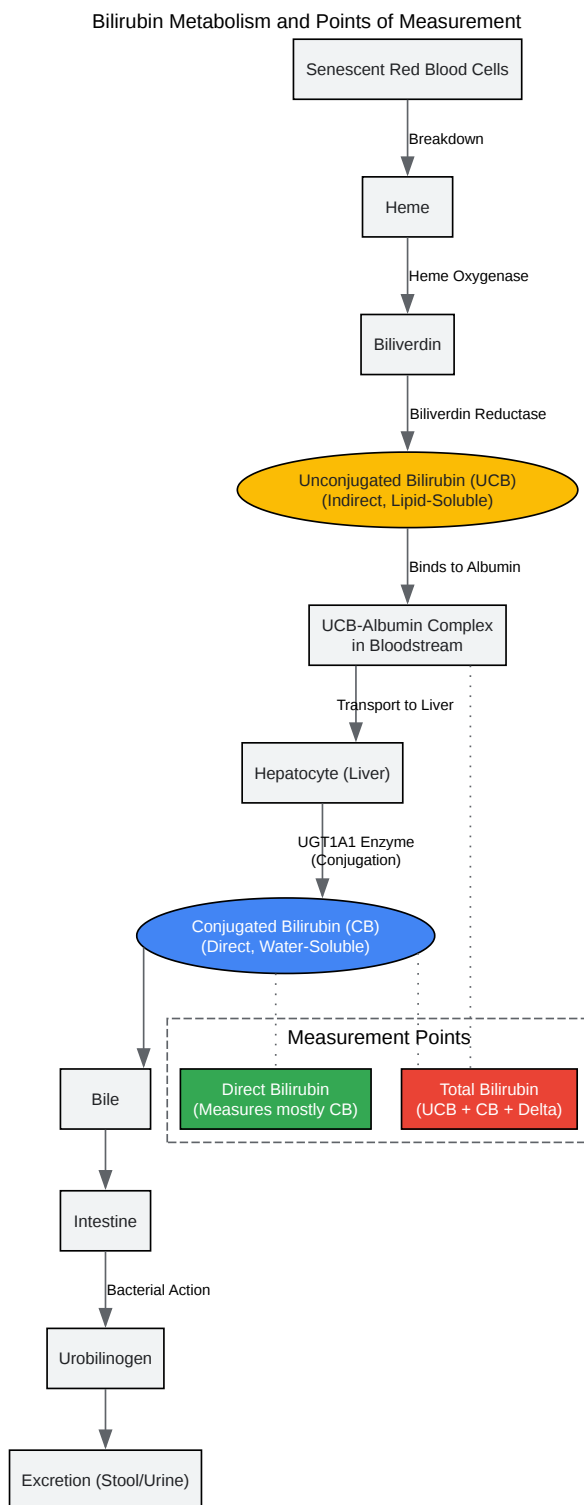 Bilirubin Metabolism and Points of Measurement
Senescent Red Blood Cells
Breakdown
Heme
Heme Oxygenase
Biliverdin
Biliverdin Reductase
Unconjugated Bilirubin (UCB)
(Indirect, Lipid-Soluble)
Binds to Albumin
UCB-Albumin Complex
in Bloodstream
Transport to Liver
Hepatocyte (Liver)
UGT1A1 Enzyme
(Conjugation)
Conjugated Bilirubin (CB)
(Direct, Water-Soluble)
Measurement Points
Bile
Direct Bilirubin
(Measures mostly CB)
Total Bilirubin
(UCB + CB + Delta)
Intestine
Bacterial Action
Urobilinogen
Excretion (Stool/Urine)